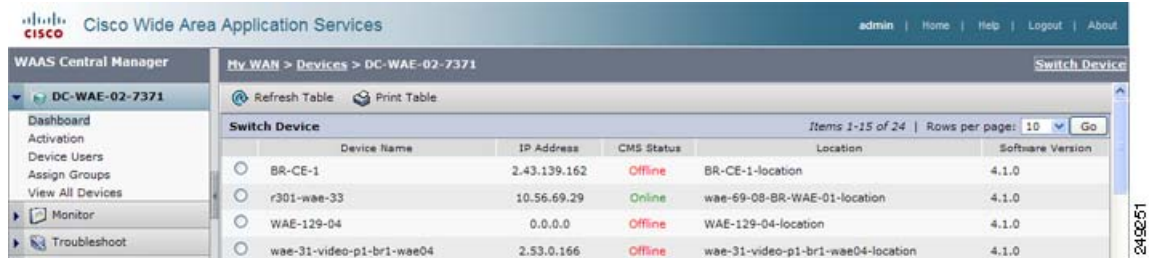 CISCO Cisco Wide Area Application Services admin | Home | Help | Logout | About
WAAS Central Manager My WAN > Devices > DC-WAE-02-7371 Switch Device
DC-WAE-02-7371 Refresh Table Print Table
Dashboard
Activation
Device Users
Assign Groups
View All Devices
Monitor
Troubleshoot
Switch Device Items 1-15 of 24 | Rows per page: 10 Go
Device Name IP Address CMS Status Location Software Version
BR-CE-1 2.43.139.162 Offline BR-CE-1-location 4.1.0
r301-wae-33 10.56.69.29 Online wae-69-08-BR-WAE-01-location 4.1.0
WAE-129-04 0.0.0.0 Offline WAE-129-04-location 4.1.0
wae-31-video-p1-br1-wae04 2.53.0.166 Offline wae-31-video-p1-br1-wae04-location 4.1.0
249251